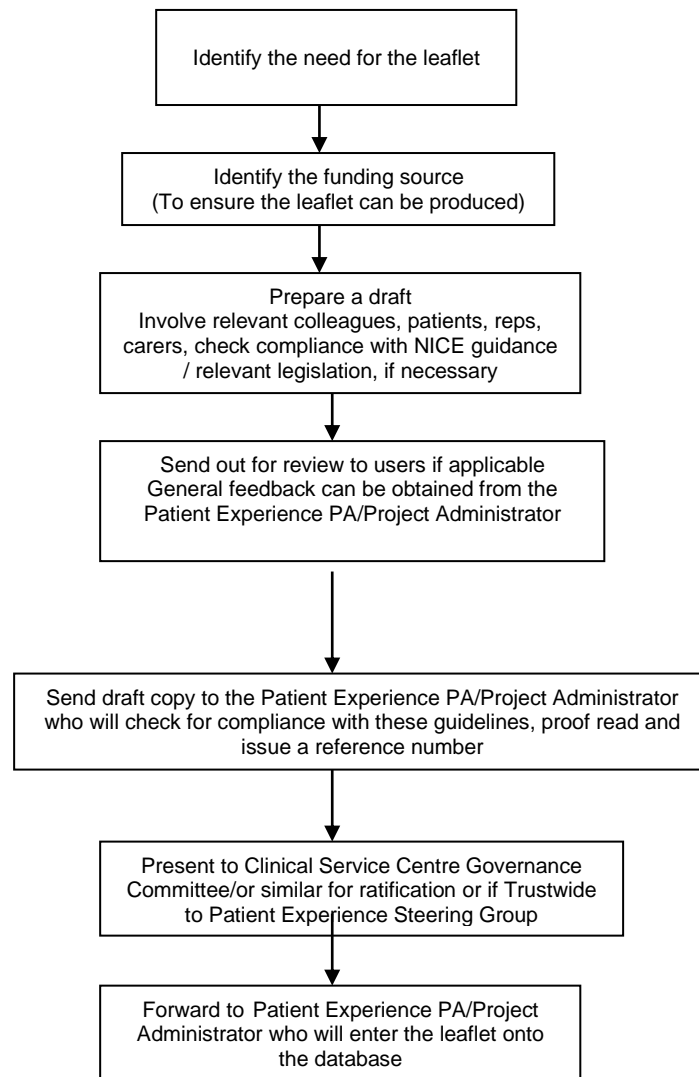 Identify the need for the leaflet
Identify the funding source
(To ensure the leaflet can be produced)
Prepare a draft
Involve relevant colleagues, patients, reps,
carers, check compliance with NICE guidance
/ relevant legislation, if necessary
Send out for review to users if applicable
General feedback can be obtained from the
Patient Experience PA/Project Administrator
Send draft copy to the Patient Experience PA/Project Administrator
who will check for compliance with these guidelines, proof read and
issue a reference number
Present to Clinical Service Centre Governance
Committee/or similar for ratification or if Trustwide
to Patient Experience Steering Group
Forward to Patient Experience PA/Project
Administrator who will enter the leaflet onto
the database